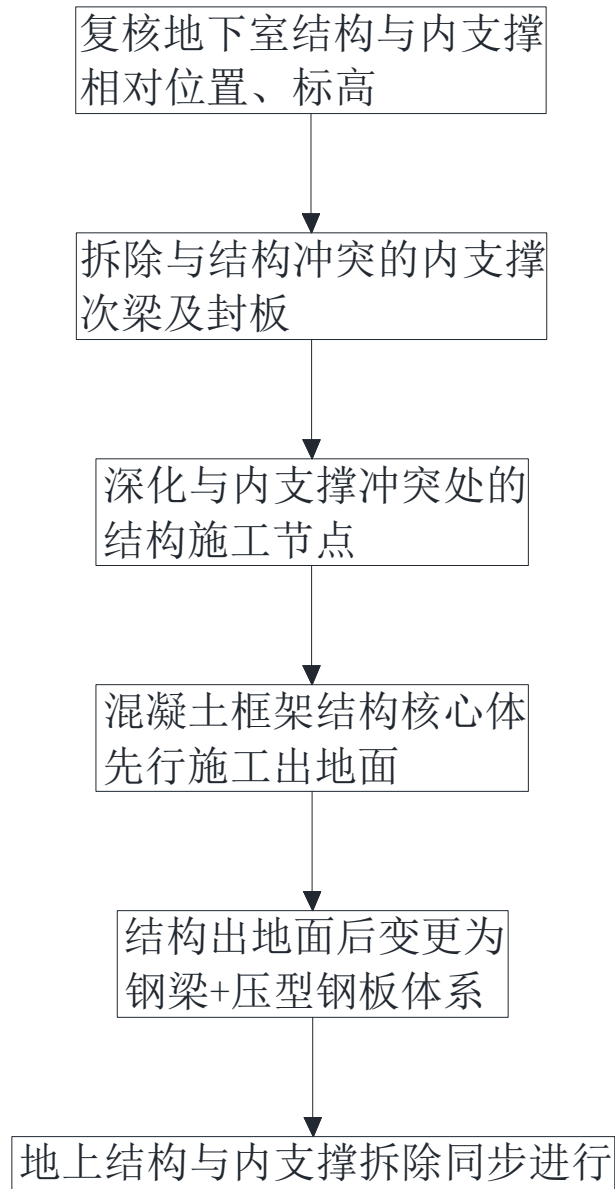 复核地下室结构与内支撑
相对位置、标高
拆除与结构冲突的内支撑
次梁及封板
深化与内支撑冲突处的
结构施工节点
混凝土框架结构核心体
先行施工出地面
结构出地面后变更为
钢梁+压型钢板体系
地上结构与内支撑拆除同步进行